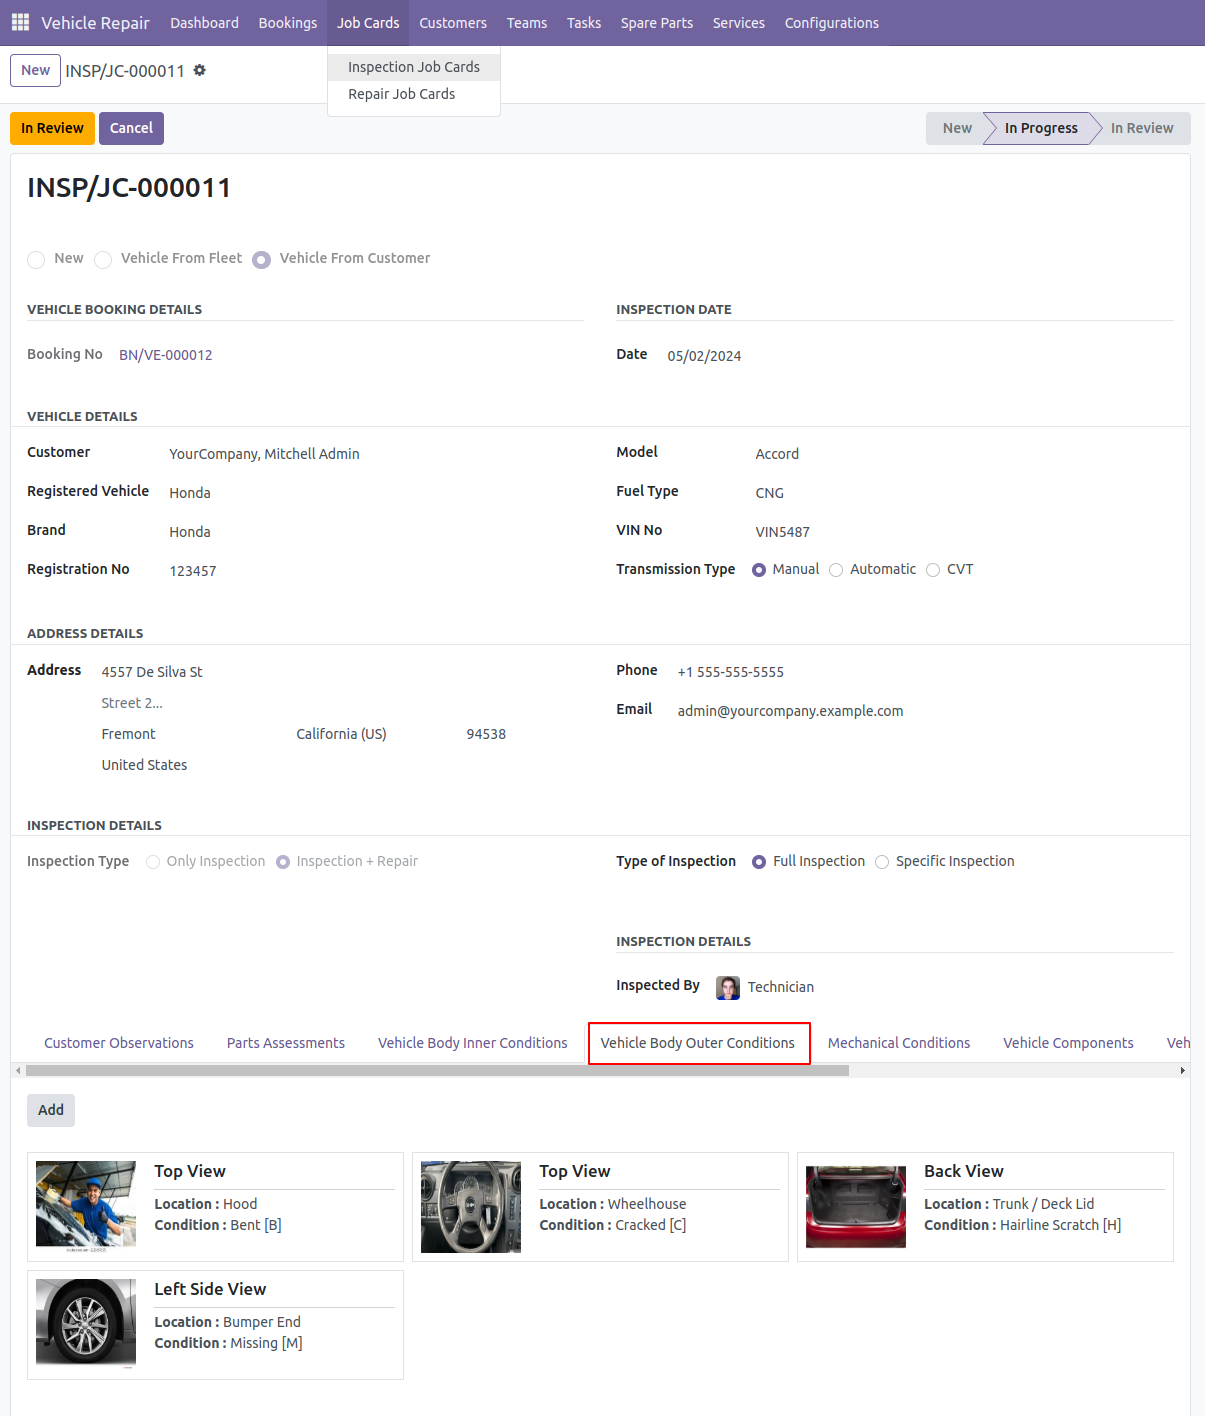 Vehicle Repair Dashboard Bookings Job Cards Customers Teams Tasks Spare Parts Services Configurations
Inspection Job Cards
Repair Job Cards
New INSP/JC-000011
In Review Cancel New In Progress In Review
INSP/JC-000011
New Vehicle From Fleet Vehicle From Customer
VEHICLE BOOKING DETAILS INSPECTION DATE
Booking No BN/VE-000012 Date 05/02/2024
VEHICLE DETAILS
Customer YourCompany, Mitchell Admin Model Accord
Registered Vehicle Honda Fuel Type CNG
Brand Honda VIN No VIN5487
Registration No 123457 Transmission Type Manual Automatic CVT
ADDRESS DETAILS
Address 4557 De Silva St Phone +1 555-555-5555
Street 2...
Email admin@yourcompany.example.com
Fremont California (US) 94538
United States
INSPECTION DETAILS
Inspection Type Only Inspection Inspection + Repair Type of Inspection Full Inspection Specific Inspection
INSPECTION DETAILS
Inspected By Technician
Customer Observations Parts Assessments Vehicle Body Inner Conditions Vehicle Body Outer Conditions Mechanical Conditions Vehicle Components Veh
Add
Top View
Location : Hood
Condition : Bent [B]
Top View
Location : Wheelhouse
Condition : Cracked [C]
Back View
Location : Trunk / Deck Lid
Condition : Hairline Scratch [H]
Left Side View
Location : Bumper End
Condition : Missing [M]